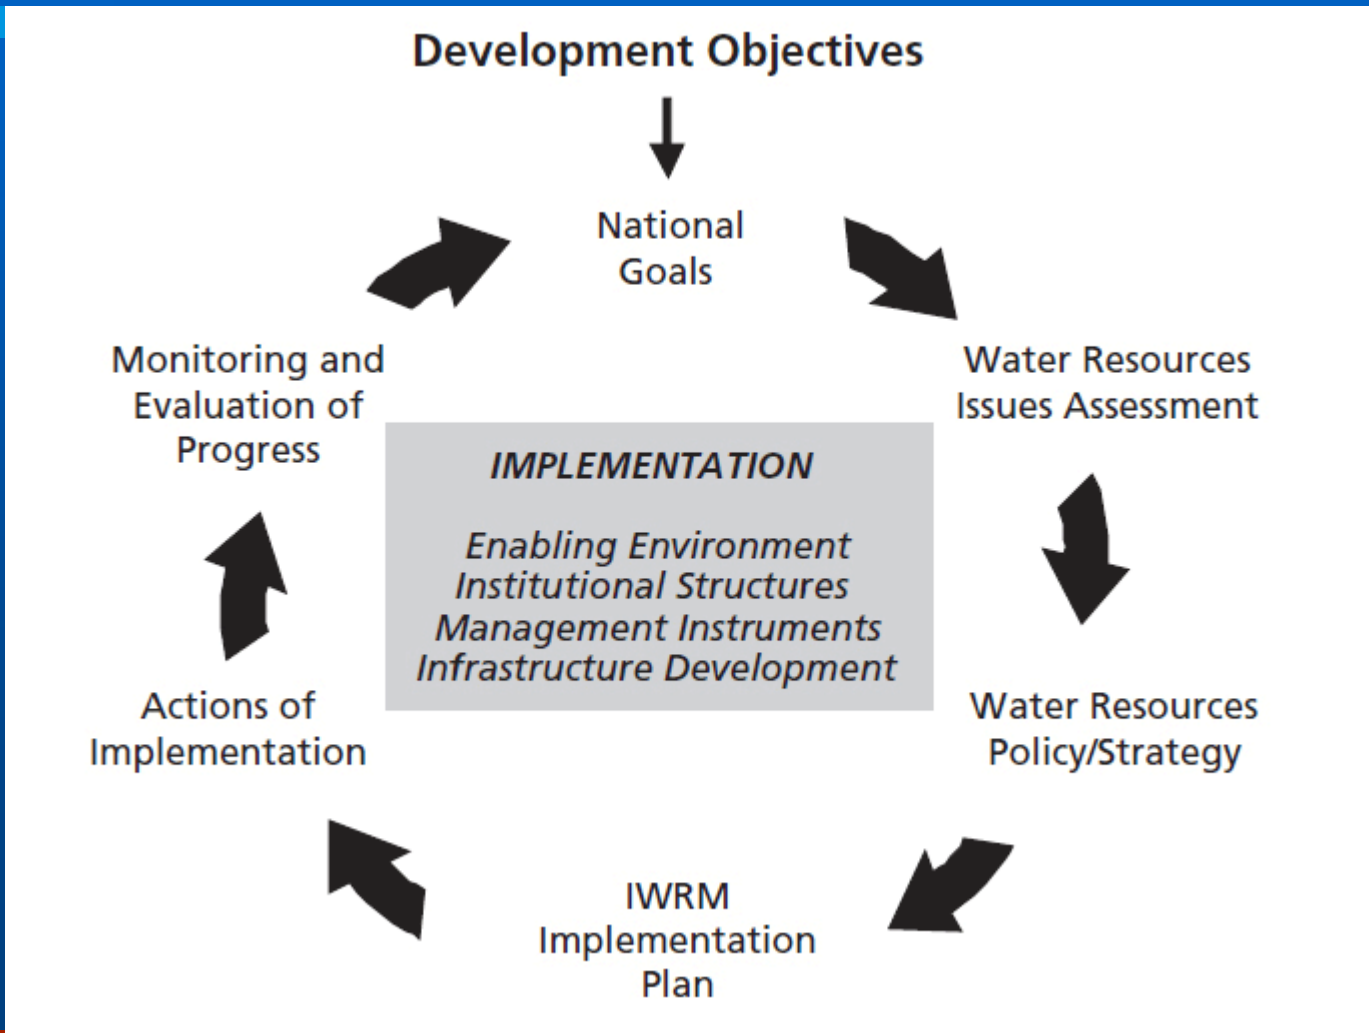 Development Objectives
National
Goals
Water Resources
Issues Assessment
Water Resources
Policy/Strategy
IWRM
Implementation
Plan
Actions of
Implementation
Monitoring and
Evaluation of
Progress
IMPLEMENTATION
Enabling Environment
Institutional Structures
Management Instruments
Infrastructure Development